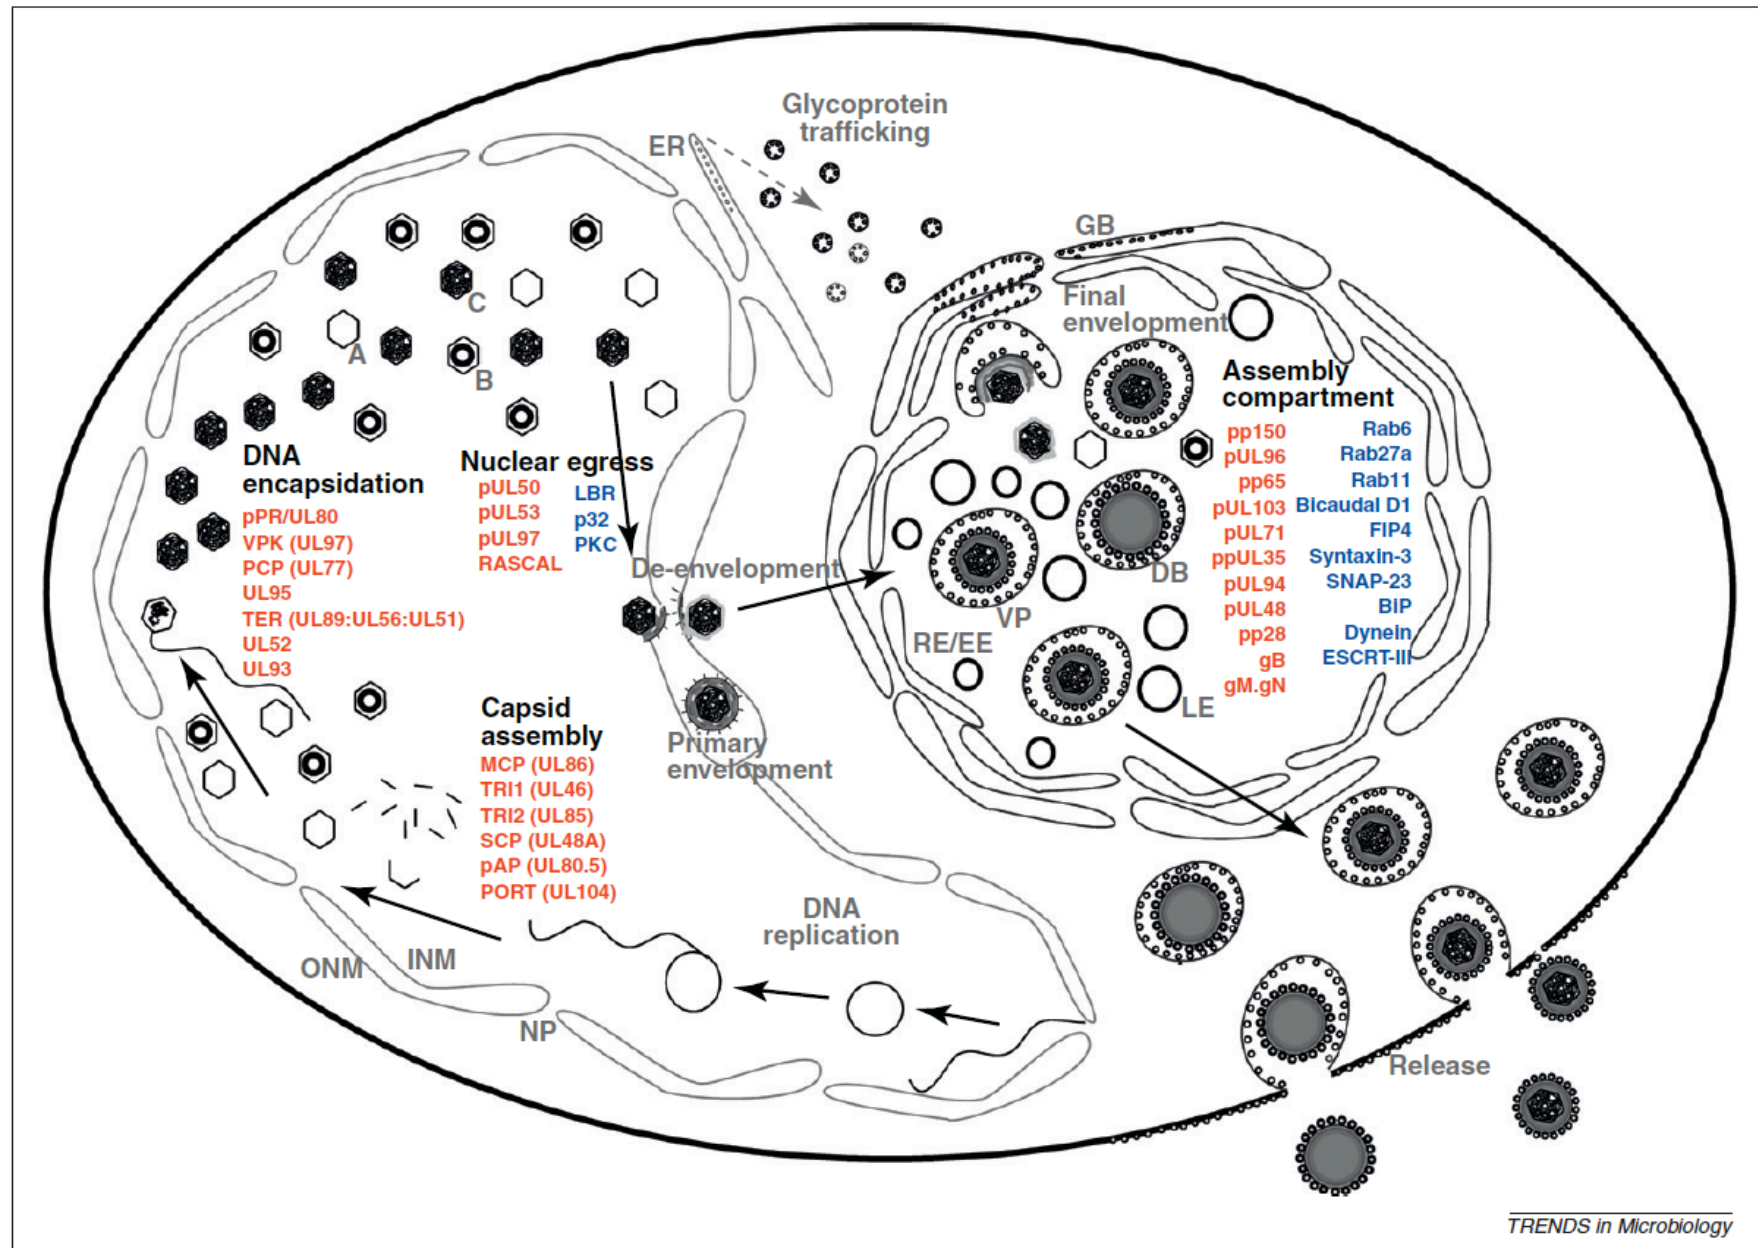 Glycoprotein
trafficking
ER
GB
Final
envelopment
C
A
B
Assembly
compartment
pp150
pUL96
pp65
pUL103
pUL71
ppUL35
pUL94
pUL48
pp28
gB
gM.gN
Rab6
Rab27a
Rab11
Bicaudal D1
FIP4
Syntaxin-3
SNAP-23
BIP
Dynein
ESCRT-III
DNA
encapsidation
pPR/UL80
VPK (UL97)
PCP (UL77)
UL95
TER (UL89:UL56:UL51)
UL52
UL93
Nuclear egress
pUL50
pUL53
pUL97
RASCAL
LBR
p32
PKC
De-envelopment
DB
VP
RE/EE
LE
Capsid
assembly
MCP (UL86)
TRI1 (UL46)
TRI2 (UL85)
SCP (UL48A)
pAP (UL80.5)
PORT (UL104)
Primary
envelopment
DNA
replication
ONM
INM
NP
Release
TRENDS in Microbiology